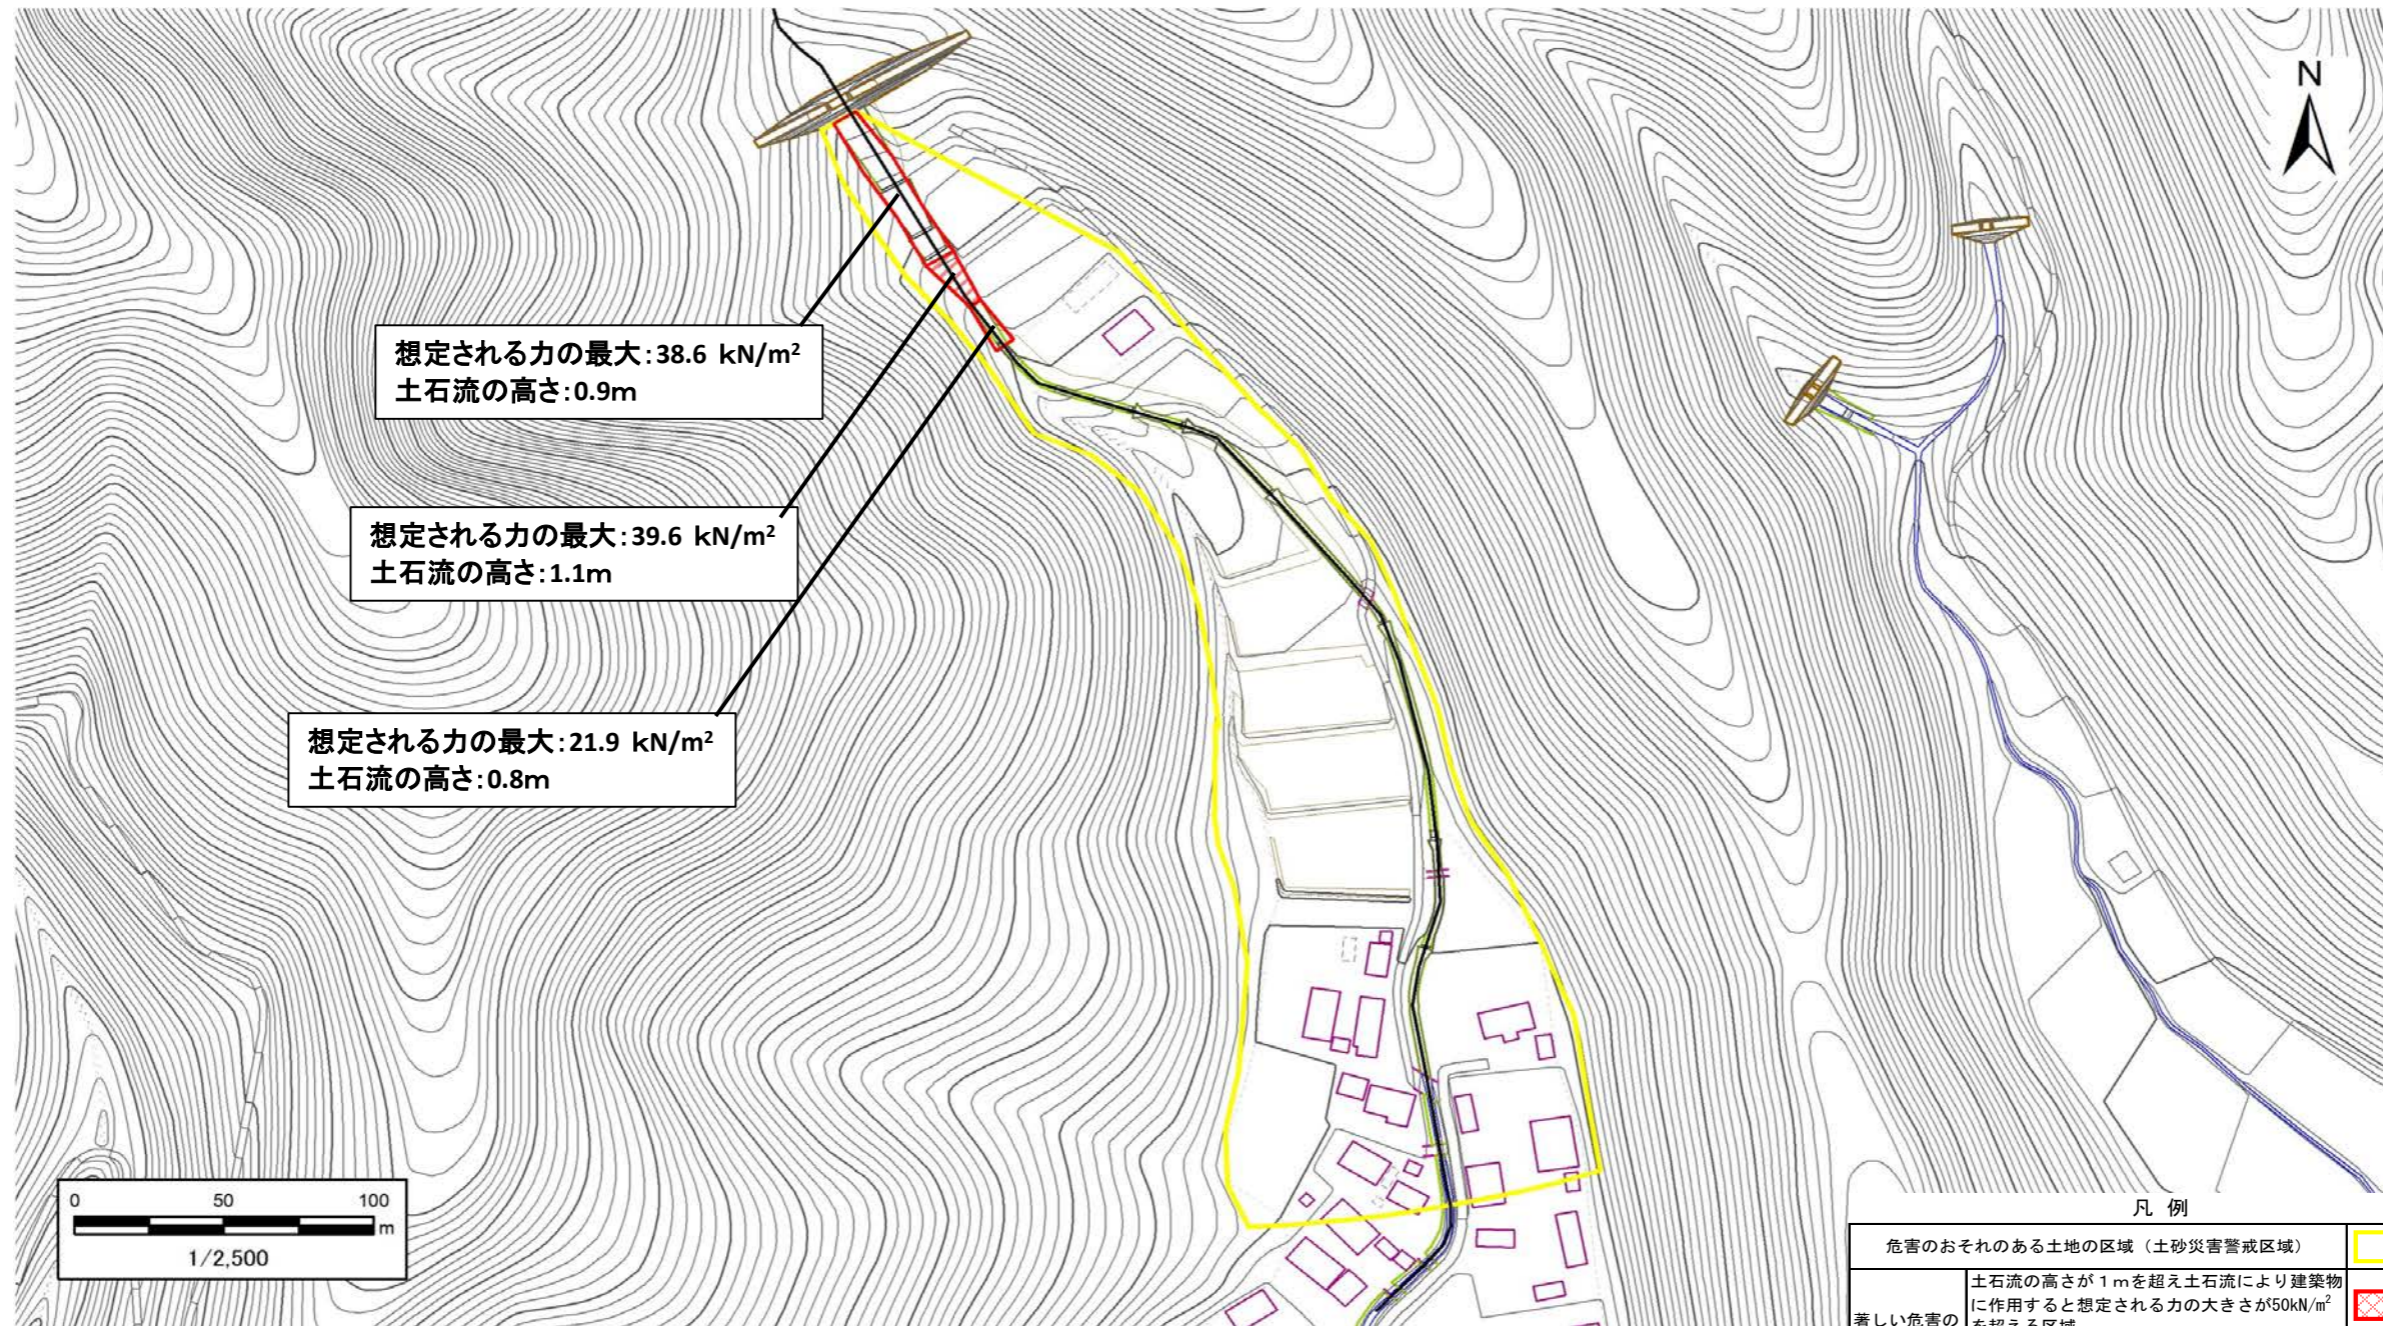 N
想定される力の最大:38.6 kN/m²
土石流の高さ:0.9m
想定される力の最大:39.6 kN/m²
土石流の高さ:1.1m
想定される力の最大:21.9 kN/m²
土石流の高さ:0.8m
0 50 100
m
1/2,500
凡 例
危害のおそれのある土地の区域（土砂災害警戒区域）
著しい危害の
土石流の高さが１ｍを超え土石流により建築物
に作用すると想定される力の大きさが50kN/m²
を超える区域